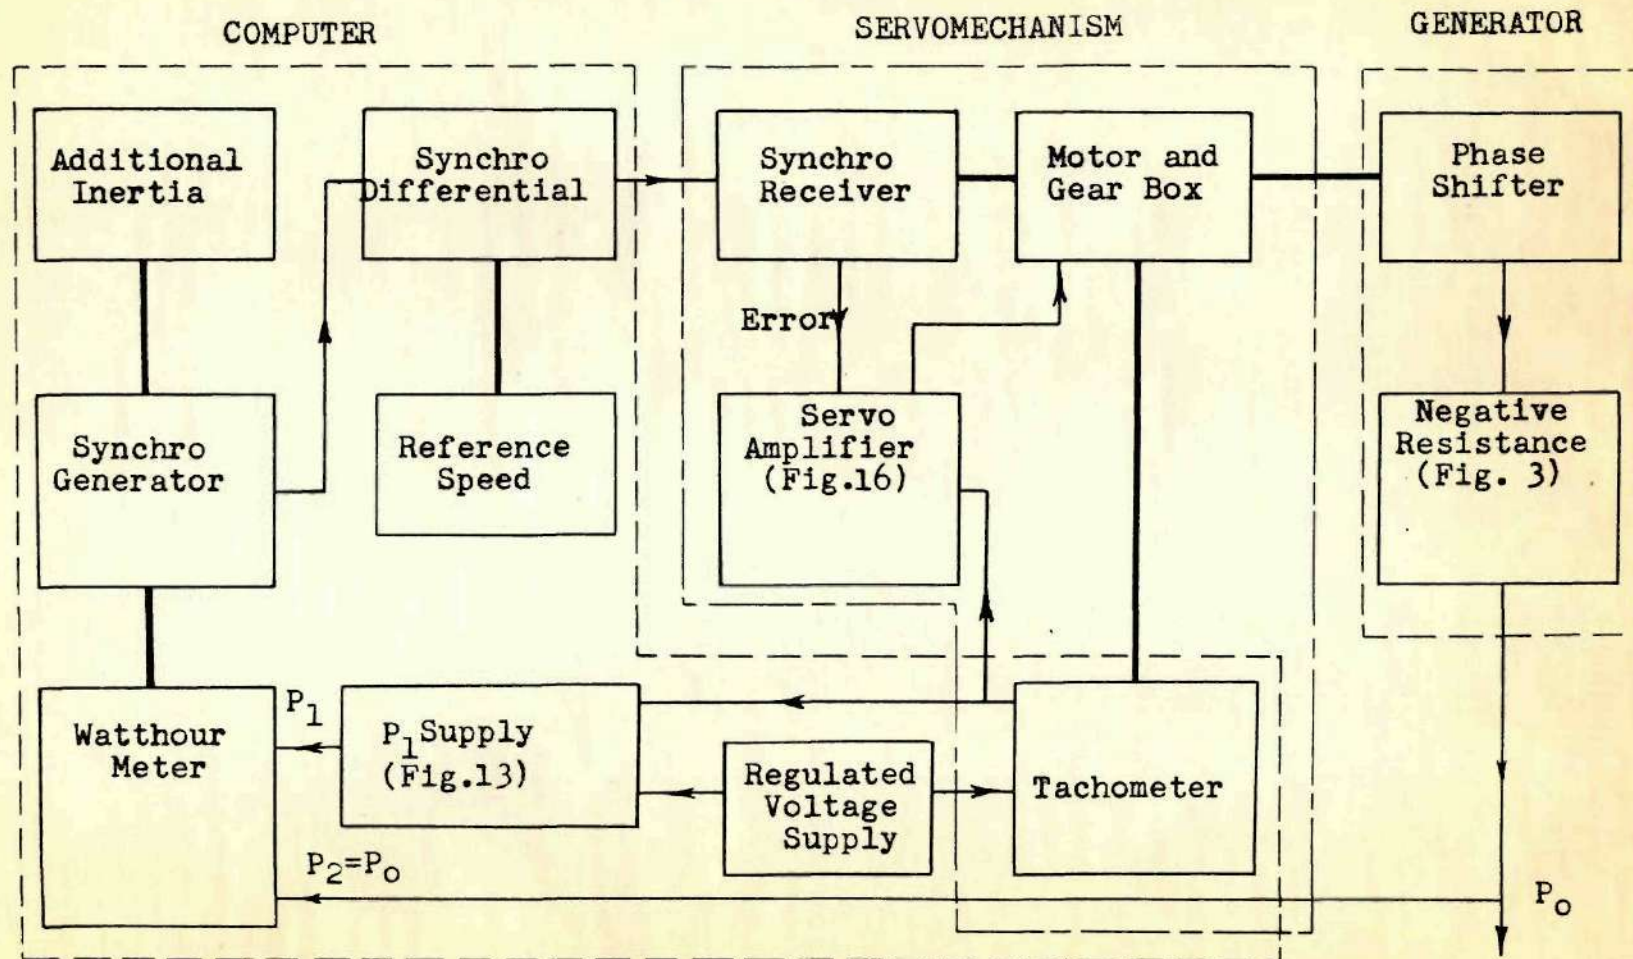 COMPUTER
SERVOMECHANISM
GENERATOR
Additional
Inertia
Synchro
Differential
Synchro
Receiver
Motor and
Gear Box
Phase
Shifter
Error
Synchro
Generator
Reference
Speed
Servo
Amplifier
(Fig.16)
Negative
Resistance
(Fig. 3)
Watthour
Meter
P1
P1 Supply
(Fig.13)
Regulated
Voltage
Supply
Tachometer
P2=Po
Po